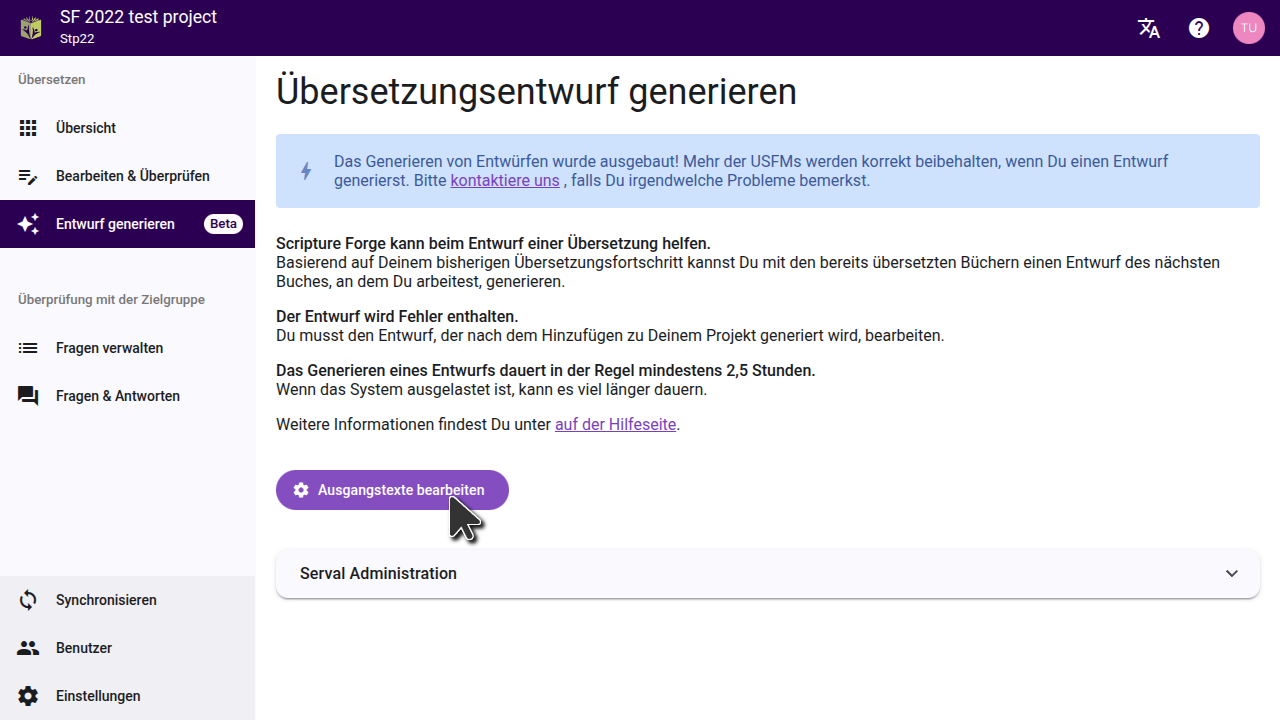 SF 2022 test project
Stp22
TU
Übersetzen
Übersicht
Bearbeiten & Überprüfen
Entwurf generieren Beta
Überprüfung mit der Zielgruppe
Fragen verwalten
Fragen & Antworten
Synchronisieren
Benutzer
Einstellungen
Übersetzungsentwurf generieren
Das Generieren von Entwürfen wurde ausgebaut! Mehr der USFMs werden korrekt beibehalten, wenn Du einen Entwurf
generierst. Bitte kontaktiere uns , falls Du irgendwelche Probleme bemerkst.
Scripture Forge kann beim Entwurf einer Übersetzung helfen.
Basierend auf Deinem bisherigen Übersetzungsfortschritt kannst Du mit den bereits übersetzten Büchern einen Entwurf des nächsten
Buches, an dem Du arbeitest, generieren.
Der Entwurf wird Fehler enthalten.
Du musst den Entwurf, der nach dem Hinzufügen zu Deinem Projekt generiert wird, bearbeiten.
Das Generieren eines Entwurfs dauert in der Regel mindestens 2,5 Stunden.
Wenn das System ausgelastet ist, kann es viel länger dauern.
Weitere Informationen findest Du unter auf der Hilfeseite.
Ausgangstexte bearbeiten
Serval Administration